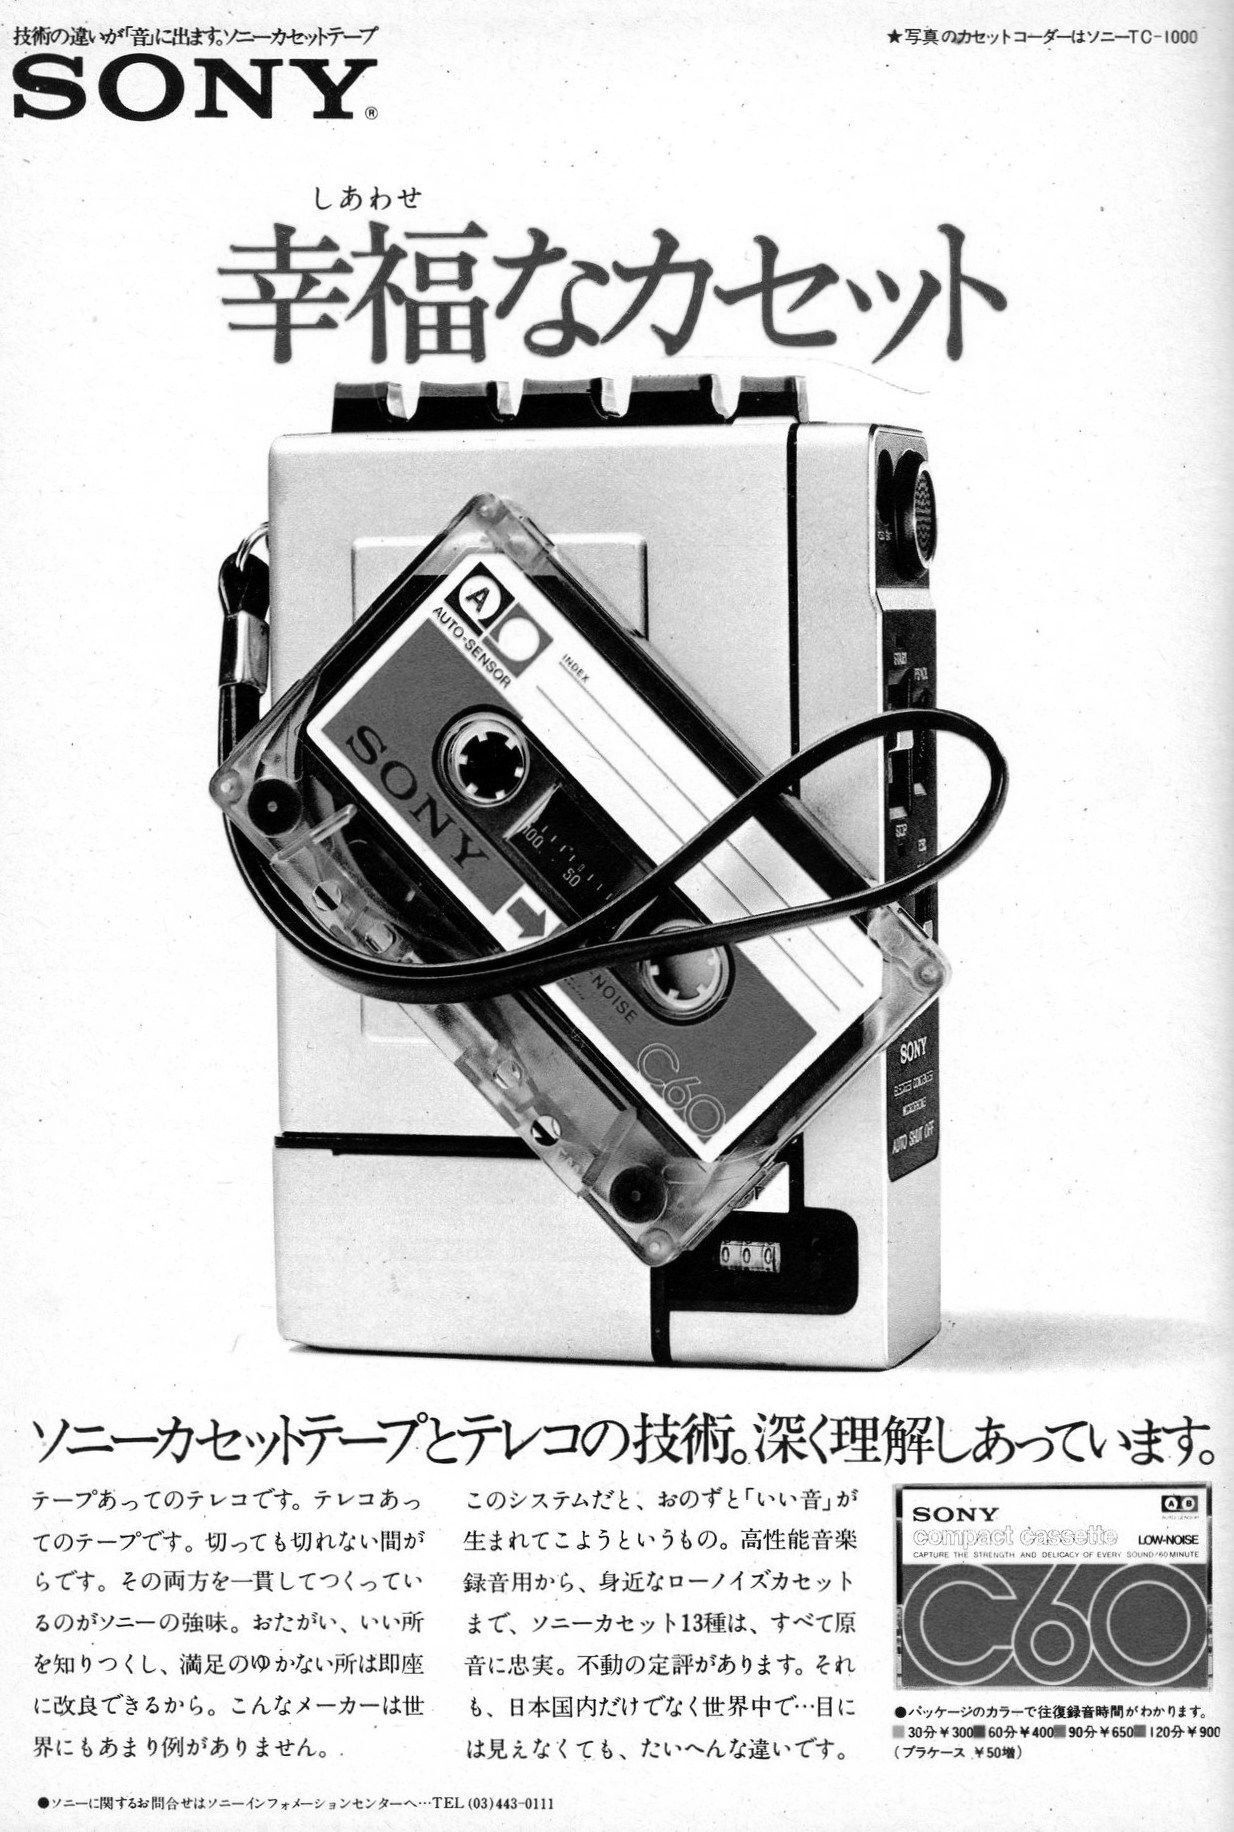 技術の違いが「音」に出ます。ソニーカセットテープ
SONY®
★写真のカセットコーダーはソニーTC-1000
しあわせ
幸福なカセット
A
AUTO-SENSOR
INDEX
SONY
100
50
-NOISE
C60
START
STOP
SONY
ELECTRET CONDENSER
MICROPHONE
AUTO SHUT OFF
000
ソニーカセットテープとテレコの技術。深く理解しあっています。
テープあってのテレコです。テレコあっ
てのテープです。切っても切れない間が
らです。その両方を一貫してつくってい
るのがソニーの強味。おたがい、いい所
を知りつくし、満足のゆかない所は即座
に改良できるから。こんなメーカーは世
界にもあまり例がありません。
このシステムだと、おのずと「いい音」が
生まれてこようというもの。高性能音楽
録音用から、身近なローノイズカセット
まで、ソニーカセット13種は、すべて原
音に忠実。不動の定評があります。それ
も、日本国内だけでなく世界中で…目に
は見えなくても、たいへんな違いです。
SONY
AB
AUTO-SENSOR
compact cassette
LOW-NOISE
CAPTURE THE STRENGTH AND DELICACY OF EVERY SOUND/60 MINUTE
C60
●パッケージのカラーで往復録音時間がわかります。
30分￥300 60分￥400 90分￥650 120分￥900
(プラケース ￥50増)
●ソニーに関するお問合せはソニーインフォメーションセンターへ…TEL(03)443-0111